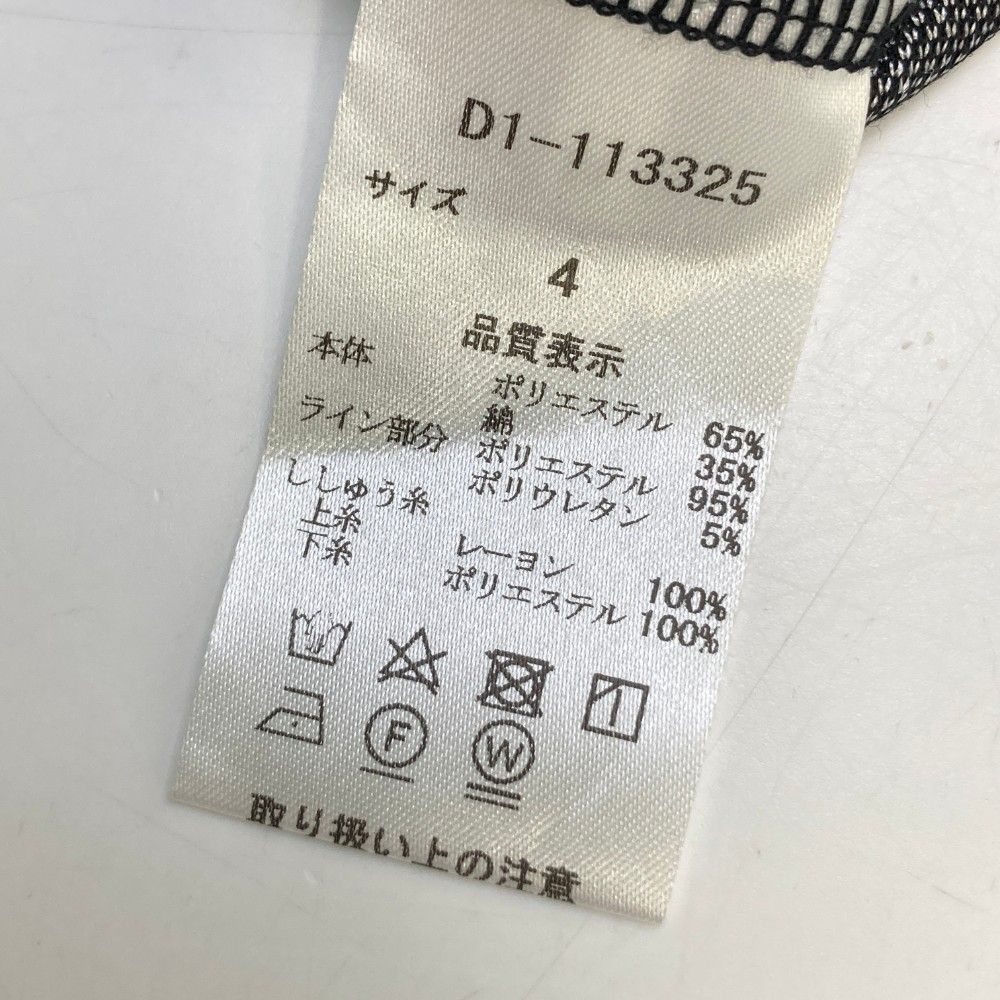 D1-113325
サイズ
4
品質表示
本体 ポリエステル 65%
綿 35%
ライン部分 ポリエステル 95%
ポリウレタン 5%
ししゅう糸
上糸 レーヨン 100%
下糸 ポリエステル 100%
F W
取り扱い上の注意